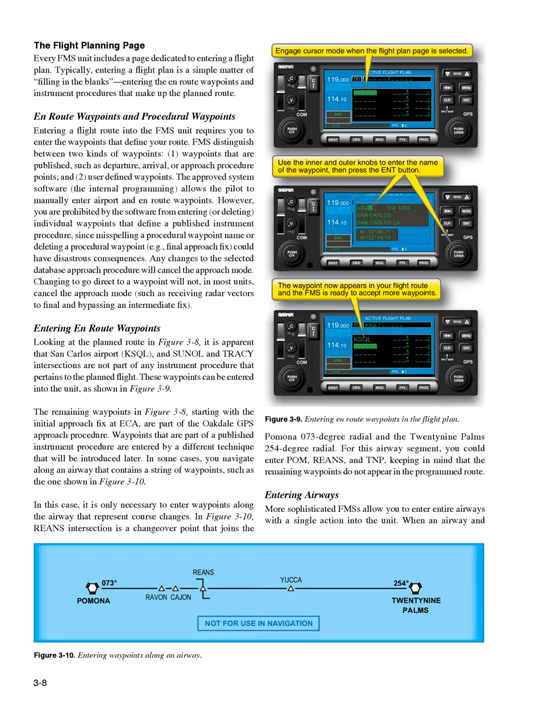 The Flight Planning Page
Every FMS unit includes a page dedicated to entering a flight
plan. Typically, entering a flight plan is a simple matter of
“filling in the blanks”—entering the en route waypoints and
instrument procedures that make up the planned route.
En Route Waypoints and Procedural Waypoints
Entering a flight route into the FMS unit requires you to
enter the waypoints that define your route. FMS distinguish
between two kinds of waypoints: (1) waypoints that are
published, such as departure, arrival, or approach procedure
points; and (2) user defined waypoints. The approved system
software (the internal programming) allows the pilot to
manually enter airport and en route waypoints. However,
you are prohibited by the software from entering (or deleting)
individual waypoints that define a published instrument
procedure, since misspelling a procedural waypoint name or
deleting a procedural waypoint (e.g., final approach fix) could
have disastrous consequences. Any changes to the selected
database approach procedure will cancel the approach mode.
Changing to go direct to a waypoint will not, in most units,
cancel the approach mode (such as receiving radar vectors
to final and bypassing an intermediate fix).
Entering En Route Waypoints
Looking at the planned route in Figure 3-8, it is apparent
that San Carlos airport (KSQL), and SUNOL and TRACY
intersections are not part of any instrument procedure that
pertains to the planned flight. These waypoints can be entered
into the unit, as shown in Figure 3-9.
The remaining waypoints in Figure 3-8, starting with the
initial approach fix at ECA, are part of the Oakdale GPS
approach procedure. Waypoints that are part of a published
instrument procedure are entered by a different technique
that will be introduced later. In some cases, you navigate
along an airway that contains a string of waypoints, such as
the one shown in Figure 3-10.
In this case, it is only necessary to enter waypoints along
the airway that represent course changes. In Figure 3-10,
REANS intersection is a changeover point that joins the
Engage cursor mode when the flight plan page is selected.
GARMIN
ACTIVE FLIGHT PLAN
119.000
114.10
COM
GPS
Use the inner and outer knobs to enter the name
of the waypoint, then press the ENT button.
GARMIN
119.000
SAN CARLOS
114.10
SAN CARLOS CA
COM
GPS
The waypoint now appears in your flight route
and the FMS is ready to accept more waypoints.
GARMIN
ACTIVE FLIGHT PLAN
119.000
KSQL
114.10
COM
GPS
Figure 3-9. Entering en route waypoints in the flight plan.
Pomona 073-degree radial and the Twentynine Palms
254-degree radial. For this airway segment, you could
enter POM, REANS, and TNP, keeping in mind that the
remaining waypoints do not appear in the programmed route.
Entering Airways
More sophisticated FMSs allow you to enter entire airways
with a single action into the unit. When an airway and
REANS
073°
YUCCA
254°
RAVON CAJON
POMONA
TWENTYNINE
PALMS
NOT FOR USE IN NAVIGATION
Figure 3-10. Entering waypoints along an airway.
3-8